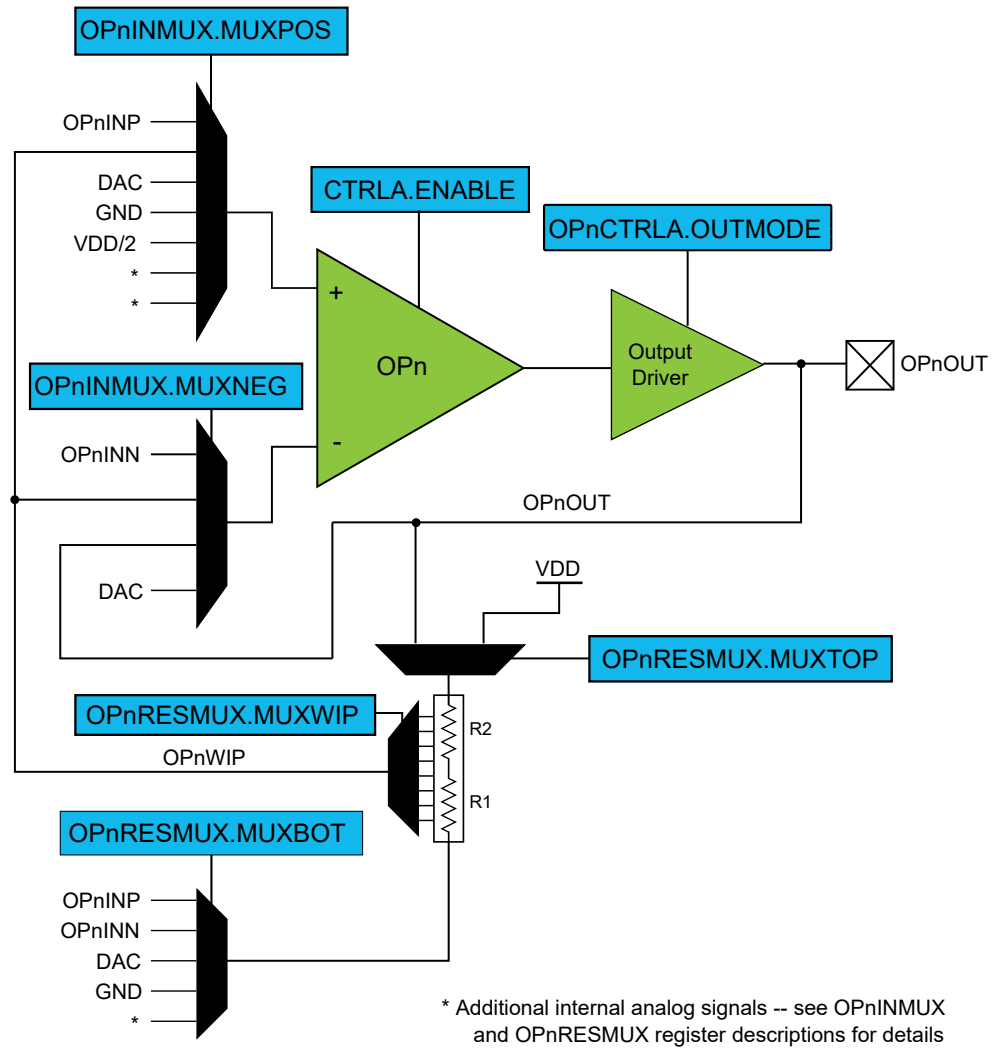 OPnINMUX.MUXPOS
OPnINP
DAC
GND
VDD/2
*
*
CTRLA.ENABLE
OPnCTRLA.OUTMODE
+
OPn
-
Output
Driver
OPnOUT
OPnINMUX.MUXNEG
OPnINN
DAC
OPnOUT
VDD
OPnRESMUX.MUXTOP
OPnRESMUX.MUXWIP
OPnWIP
R2
R1
OPnRESMUX.MUXBOT
OPnINP
OPnINN
DAC
GND
*
* Additional internal analog signals -- see OPnINMUX
and OPnRESMUX register descriptions for details